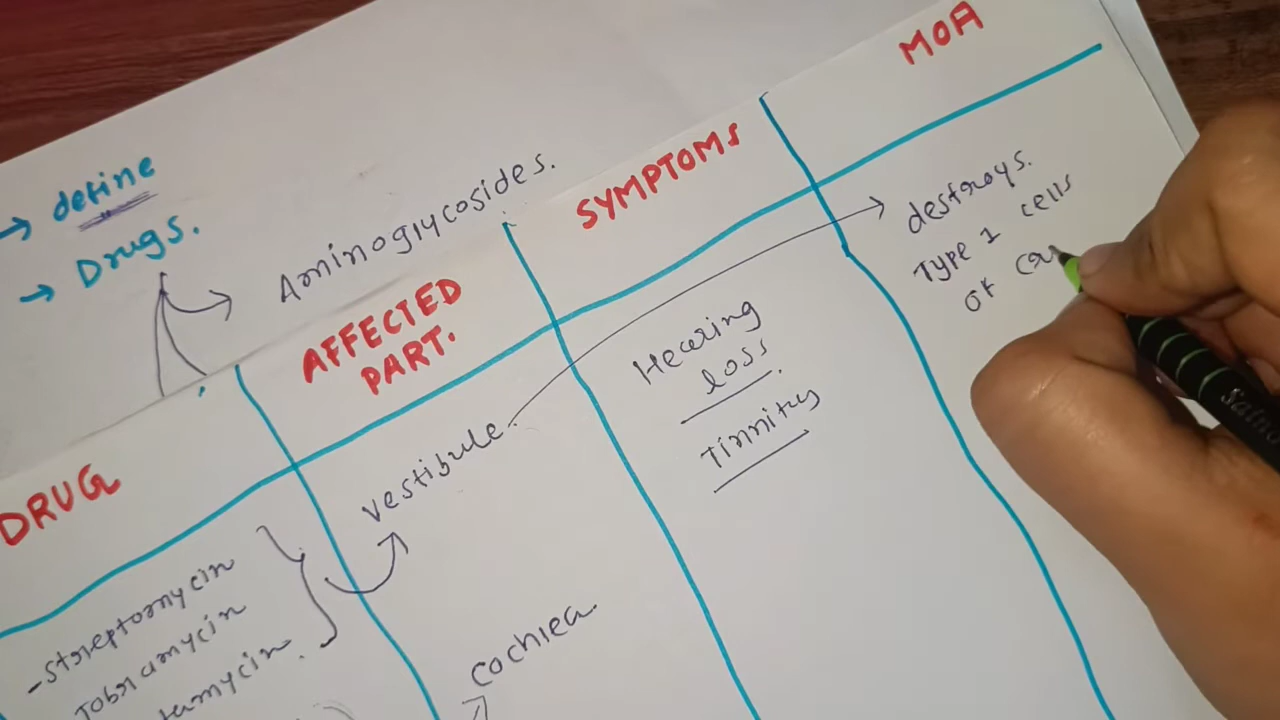 → define
→ Drugs.
Aminoglycosides.
DRUG
AFFECTED
PART.
SYMPTOMS
MOA
-streptomycin
Tobramycin
tamycin.
vestibule.
cochlea.
Hearing
loss.
Tinnitus
destroys.
Type 1 cells
of